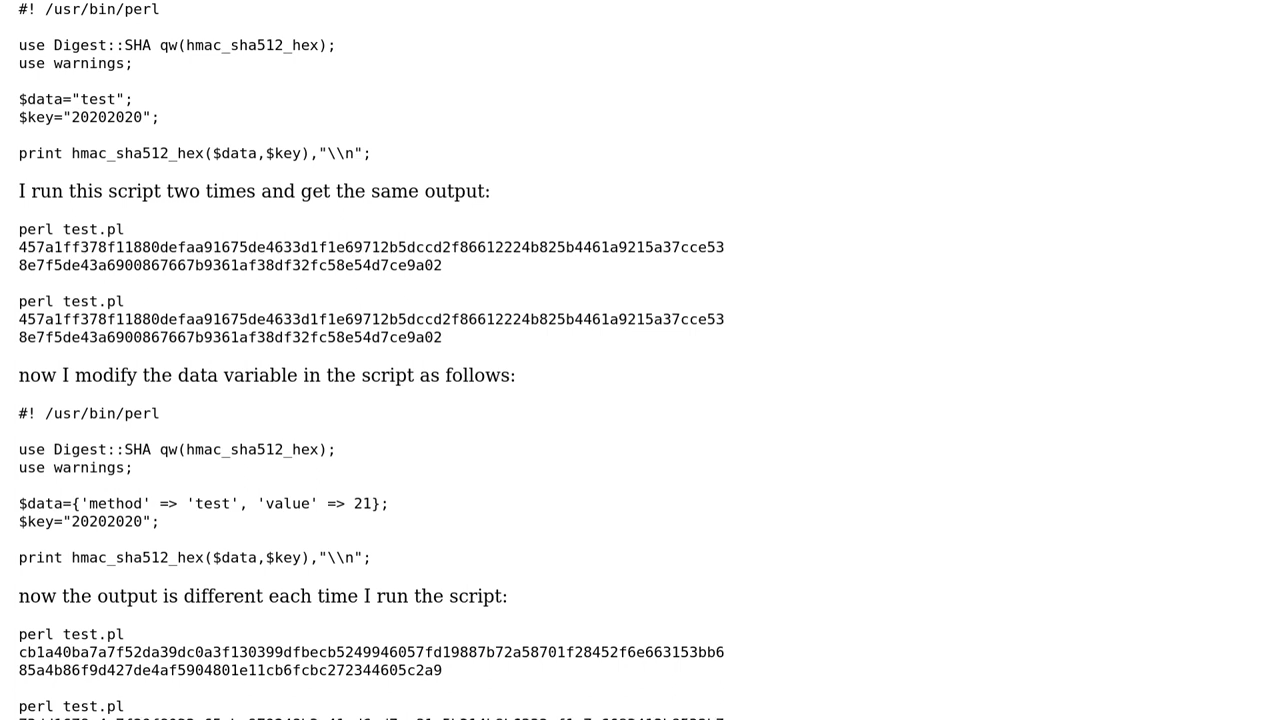 #! /usr/bin/perl
use Digest::SHA qw(hmac_sha512_hex);
use warnings;
$data="test";
$key="20202020";
print hmac_sha512_hex($data,$key),"\\n";
I run this script two times and get the same output:
perl test.pl
457a1ff378f11880defaa91675de4633d1f1e69712b5dccd2f86612224b825b4461a9215a37cce53
8e7f5de43a6900867667b9361af38df32fc58e54d7ce9a02
perl test.pl
457a1ff378f11880defaa91675de4633d1f1e69712b5dccd2f86612224b825b4461a9215a37cce53
8e7f5de43a6900867667b9361af38df32fc58e54d7ce9a02
now I modify the data variable in the script as follows:
#! /usr/bin/perl
use Digest::SHA qw(hmac_sha512_hex);
use warnings;
$data={'method' => 'test', 'value' => 21};
$key="20202020";
print hmac_sha512_hex($data,$key),"\\n";
now the output is different each time I run the script:
perl test.pl
cb1a40ba7a7f52da39dc0a3f130399dfbecb5249946057fd19887b72a58701f28452f6e663153bb6
85a4b86f9d427de4af5904801e11cb6fcbc272344605c2a9
perl test.pl